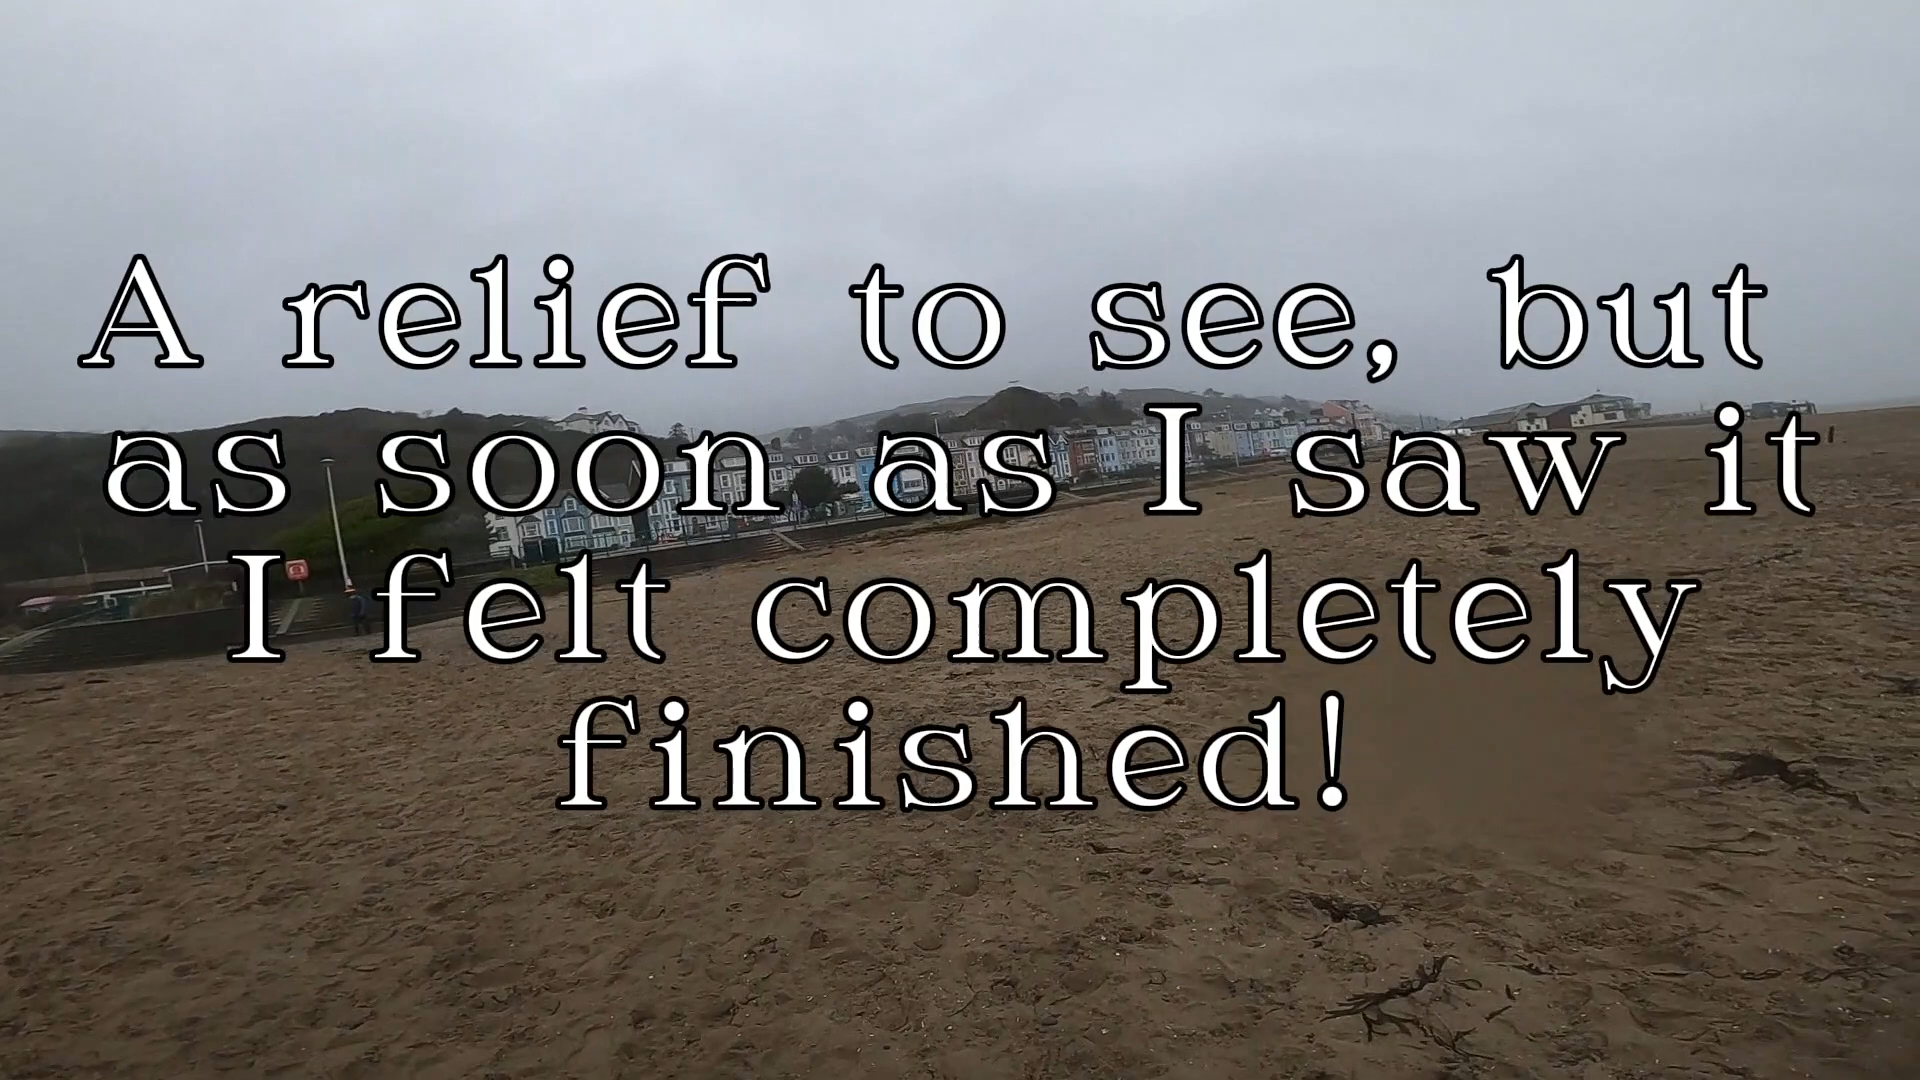 A relief to see, but
as soon as I saw it
I felt completely
finished!